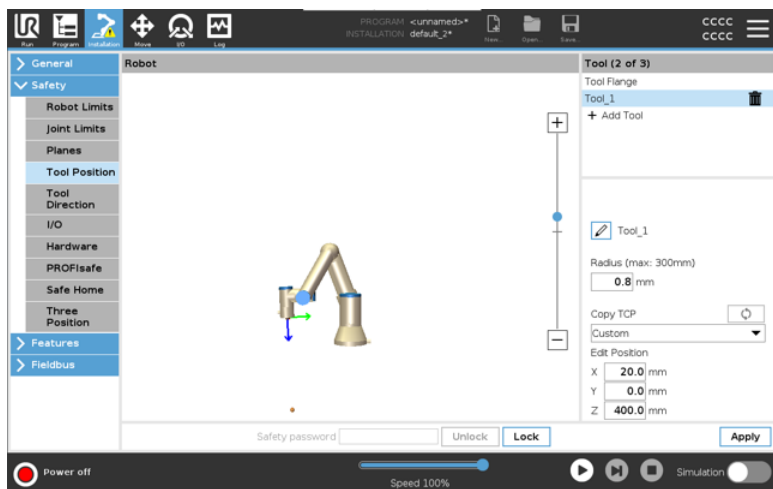 PROGRAM <unnamed>*
INSTALLATION default_2*
cccc
cccc
Run
Program
Installation
Move
I/O
Log
New...
Open...
Save...
General
Safety
Robot Limits
Joint Limits
Planes
Tool Position
Tool
Direction
I/O
Hardware
PROFIsafe
Safe Home
Three
Position
Features
Fieldbus
Robot
Tool (2 of 3)
Tool Flange
Tool_1
+ Add Tool
Tool_1
Radius (max: 300mm)
0.8 mm
Copy TCP
Custom
Edit Position
X 20.0 mm
Y 0.0 mm
Z 400.0 mm
Safety password
Unlock
Lock
Apply
Power off
Speed 100%
Simulation